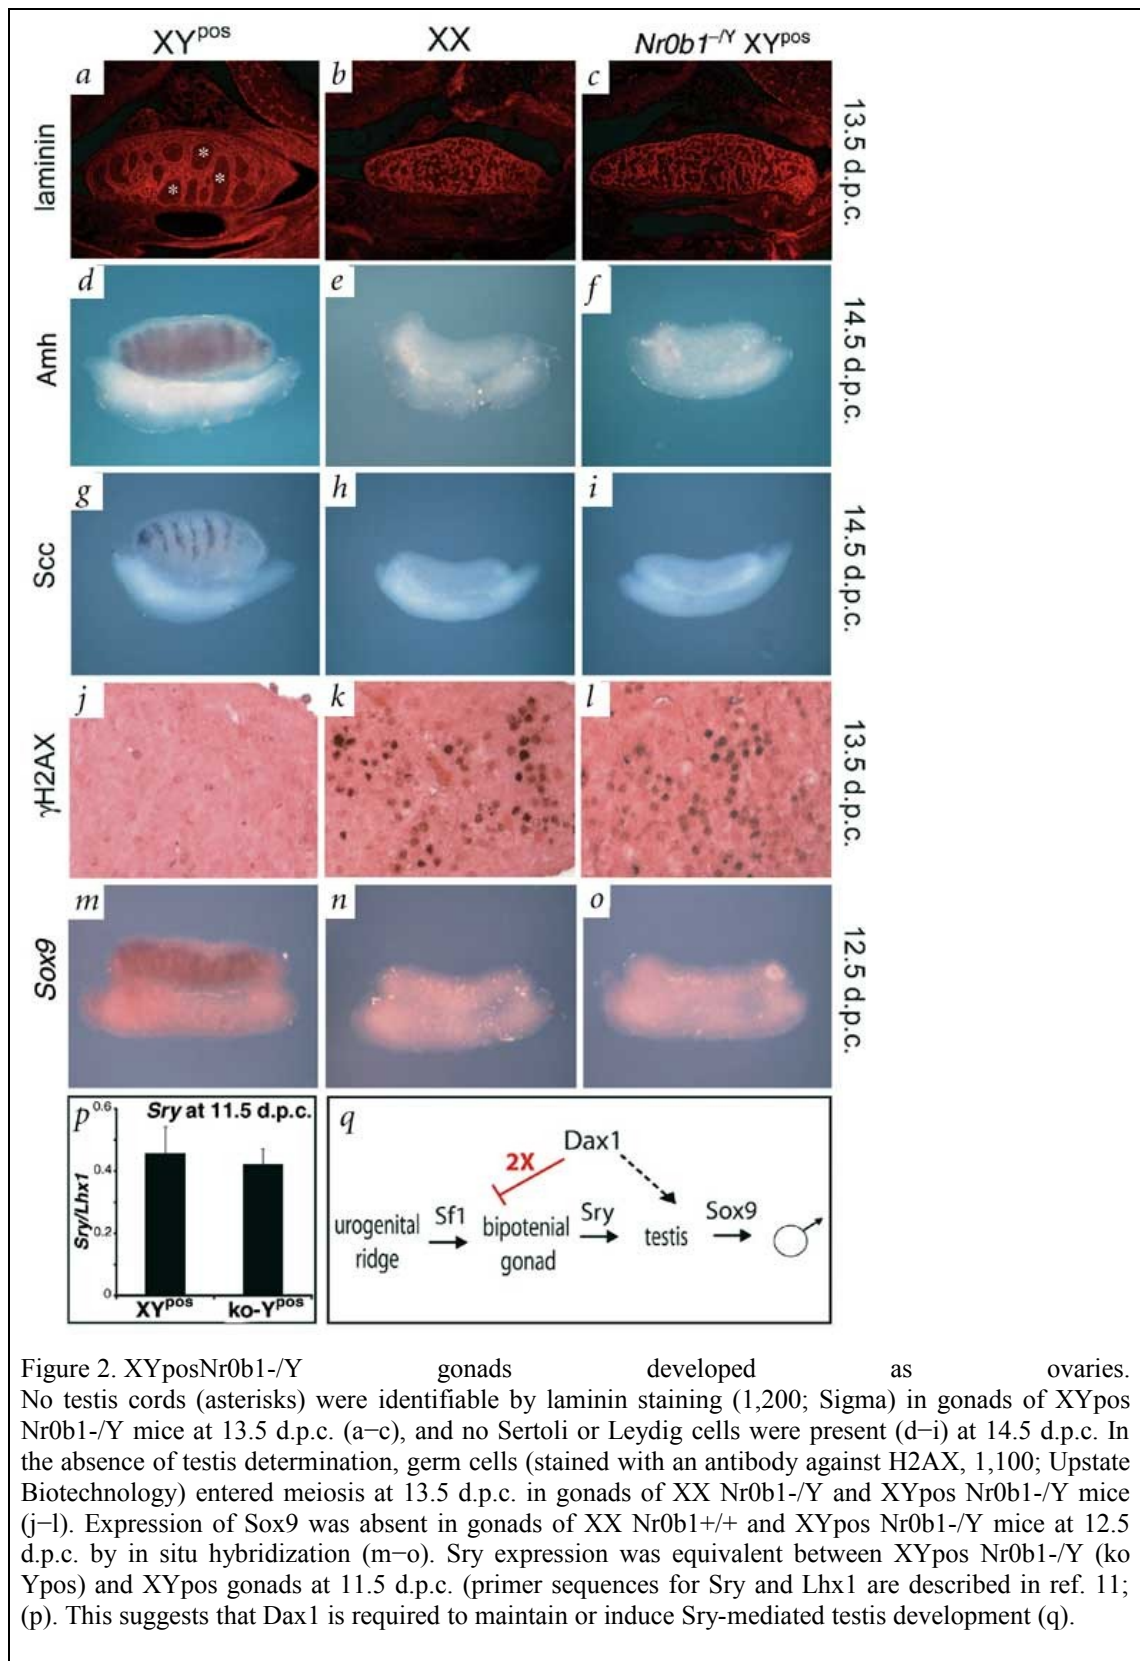 XYpos
XX
Nr0b1–/Y XYpos
a
b
c
laminin
13.5 d.p.c.
*
*
*
d
e
f
Amh
14.5 d.p.c.
g
h
i
Scc
14.5 d.p.c.
j
k
l
γH2AX
13.5 d.p.c.
m
n
o
Sox9
12.5 d.p.c.
p
Sry at 11.5 d.p.c.
0.6
0.4
0.2
0
Sry/Lhx1
XYpos
ko-Ypos
q
Dax1
2X
urogenital ridge
Sf1
bipotenial gonad
Sry
testis
Sox9
Figure 2. XYposNr0b1-/Y gonads developed as ovaries.
No testis cords (asterisks) were identifiable by laminin staining (1,200; Sigma) in gonads of XYpos
Nr0b1-/Y mice at 13.5 d.p.c. (a−c), and no Sertoli or Leydig cells were present (d−i) at 14.5 d.p.c. In
the absence of testis determination, germ cells (stained with an antibody against H2AX, 1,100; Upstate
Biotechnology) entered meiosis at 13.5 d.p.c. in gonads of XX Nr0b1-/Y and XYpos Nr0b1-/Y mice
(j−l). Expression of Sox9 was absent in gonads of XX Nr0b1+/+ and XYpos Nr0b1-/Y mice at 12.5
d.p.c. by in situ hybridization (m−o). Sry expression was equivalent between XYpos Nr0b1-/Y (ko
Ypos) and XYpos gonads at 11.5 d.p.c. (primer sequences for Sry and Lhx1 are described in ref. 11;
(p). This suggests that Dax1 is required to maintain or induce Sry-mediated testis development (q).